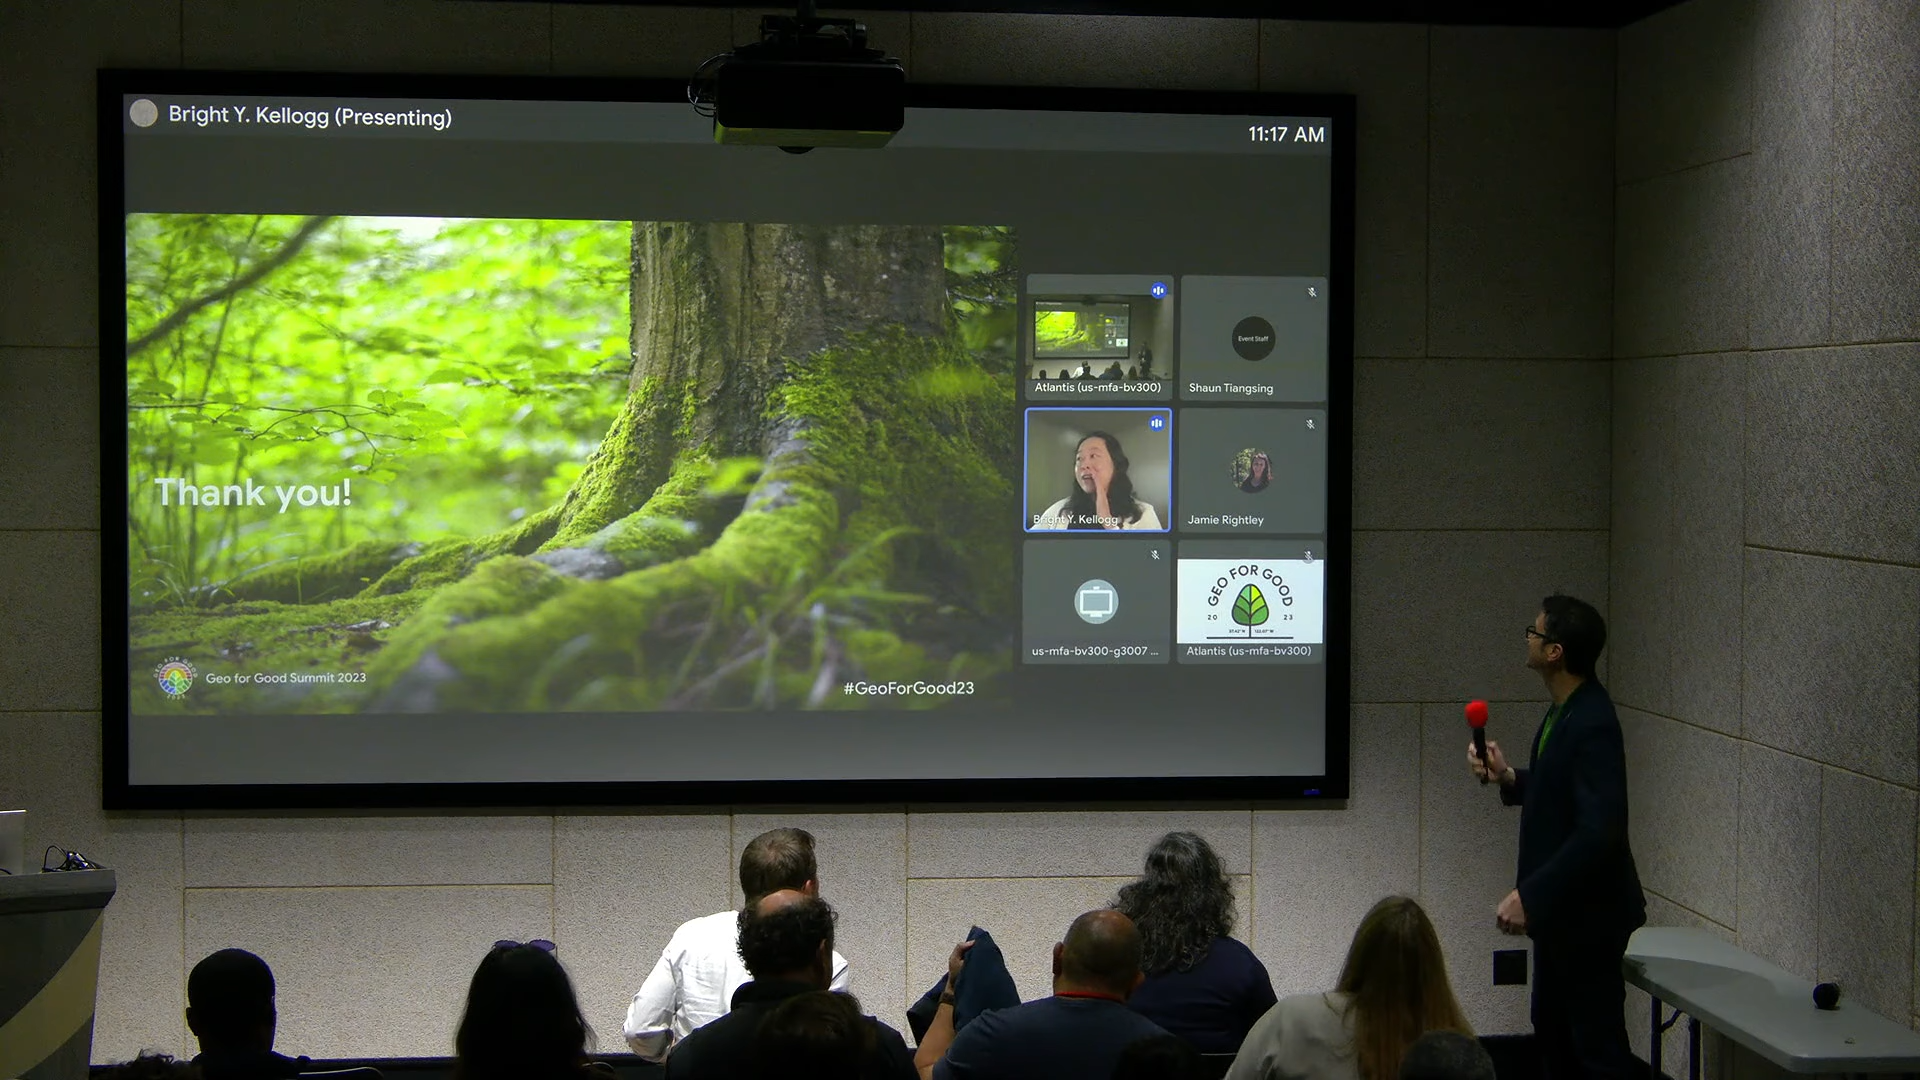 Bright Y. Kellogg (Presenting)
11:17 AM
Thank you!
Geo for Good Summit 2023
#GeoForGood23
Atlantis (us-mfa-bv300)
Event Staff
Shaun Tiangsing
Bright Y. Kellogg
Jamie Rightley
us-mfa-bv300-g3007 ...
GEO FOR GOOD
20 23
Atlantis (us-mfa-bv300)